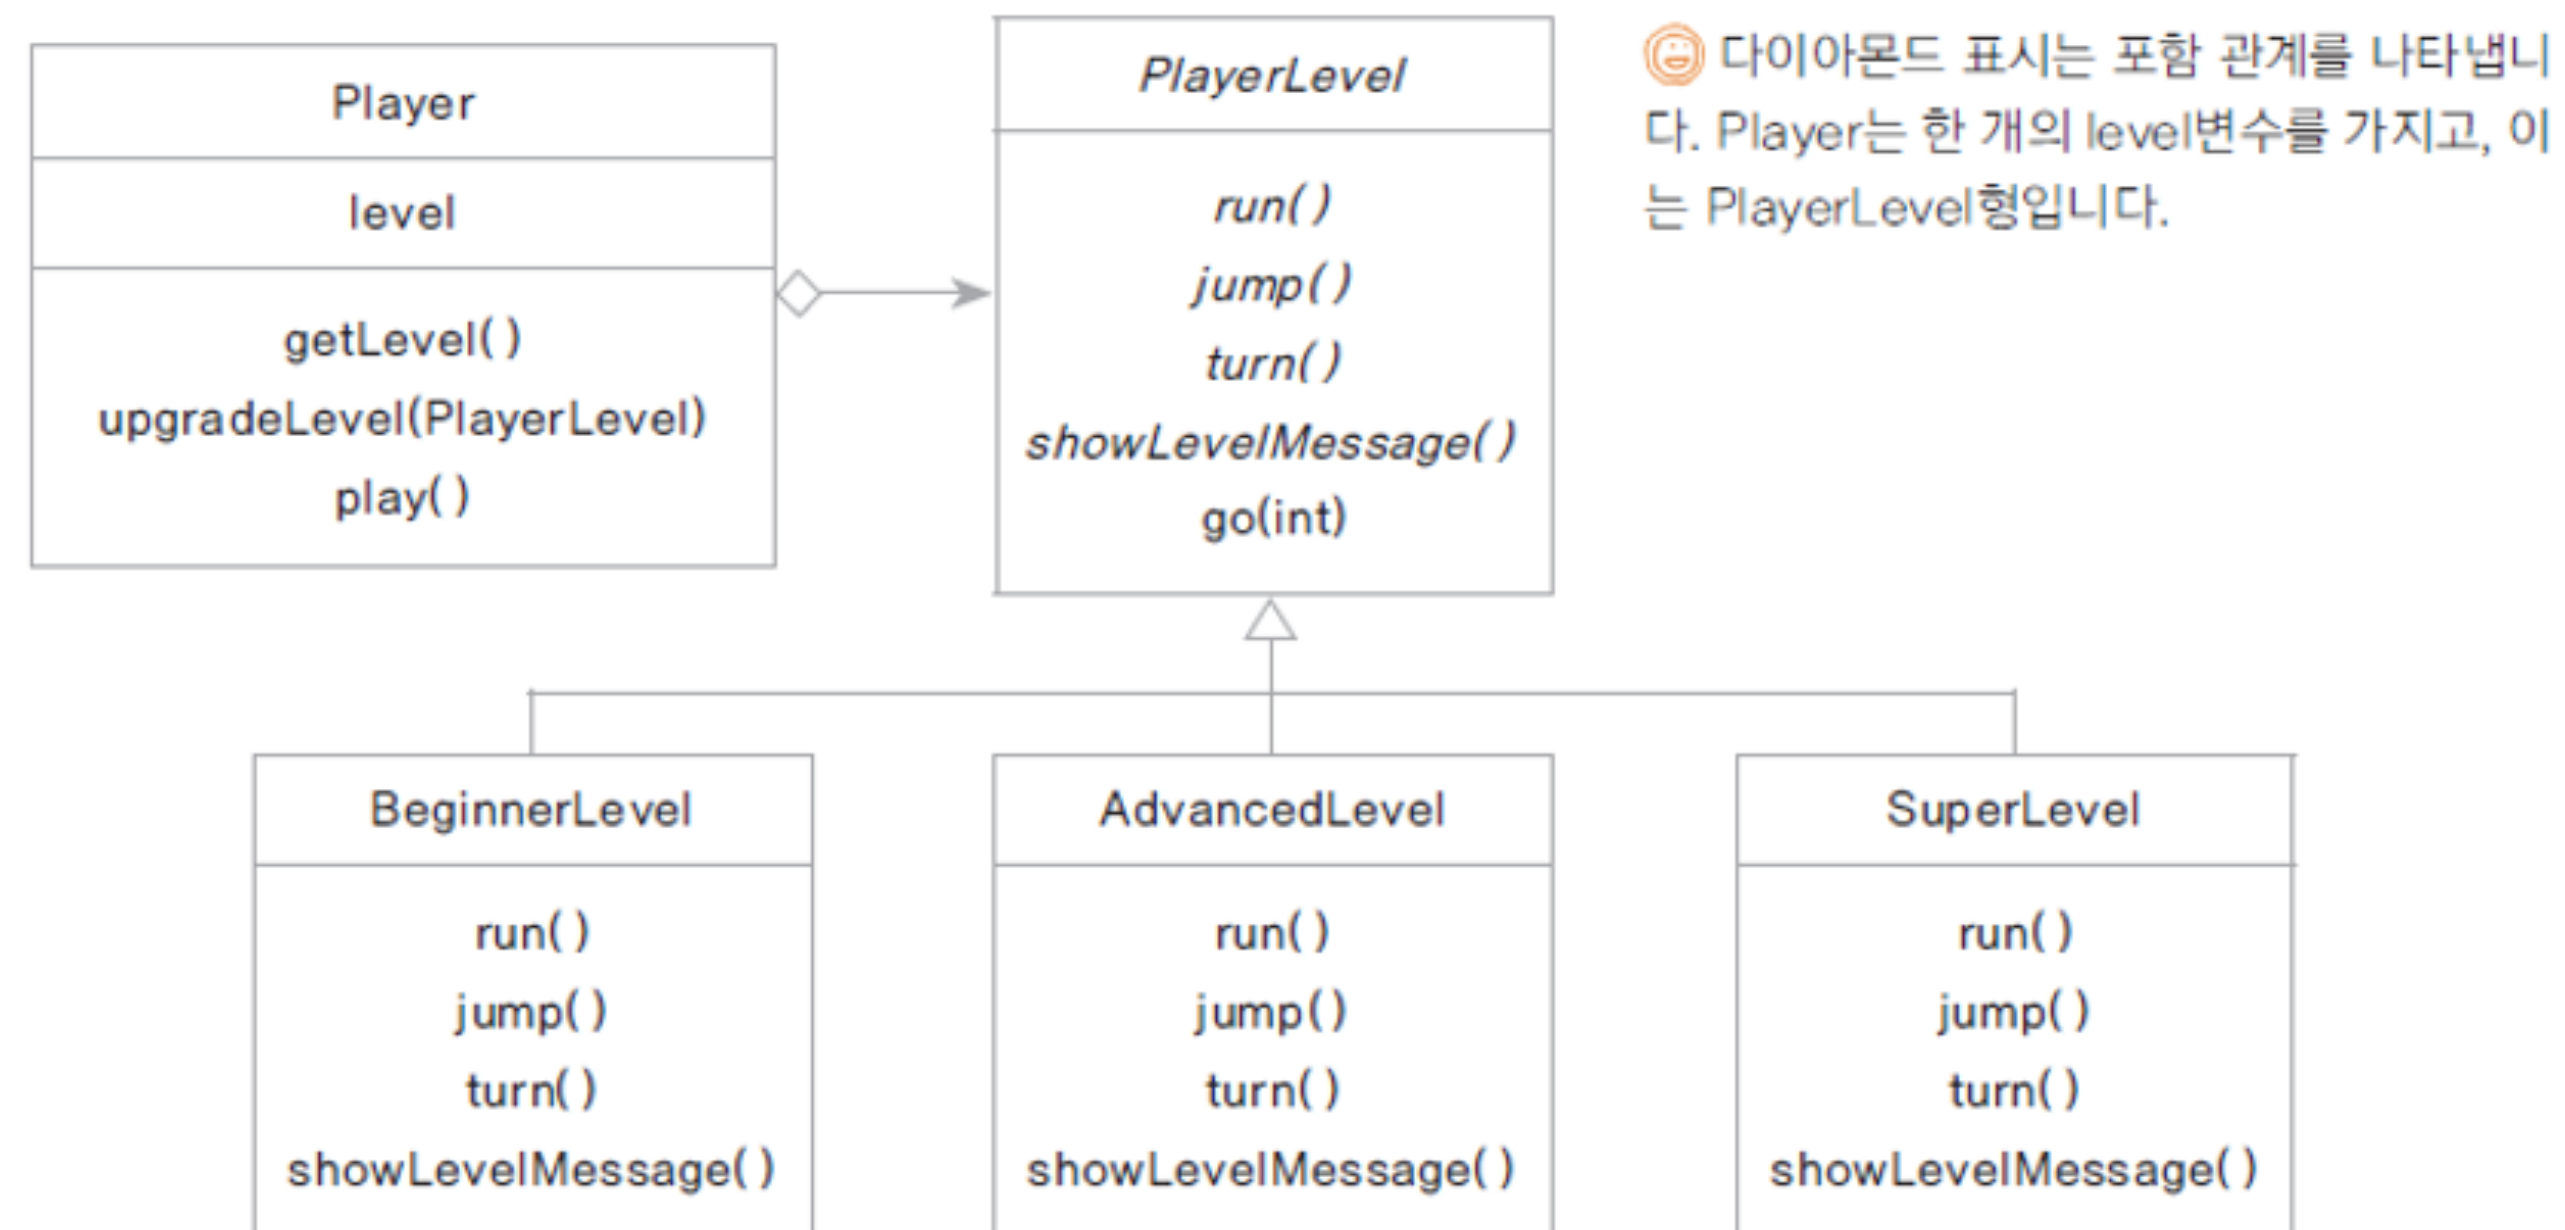 Player
level
getLevel()
upgradeLevel(PlayerLevel)
play()
PlayerLevel
run()
jump()
turn()
showLevelMessage()
go(int)
다이아몬드 표시는 포함 관계를 나타냅니
다. Player는 한 개의 level변수를 가지고, 이
는 PlayerLevel형입니다.
BeginnerLevel
run()
jump()
turn()
showLevelMessage()
AdvancedLevel
run()
jump()
turn()
showLevelMessage()
SuperLevel
run()
jump()
turn()
showLevelMessage()